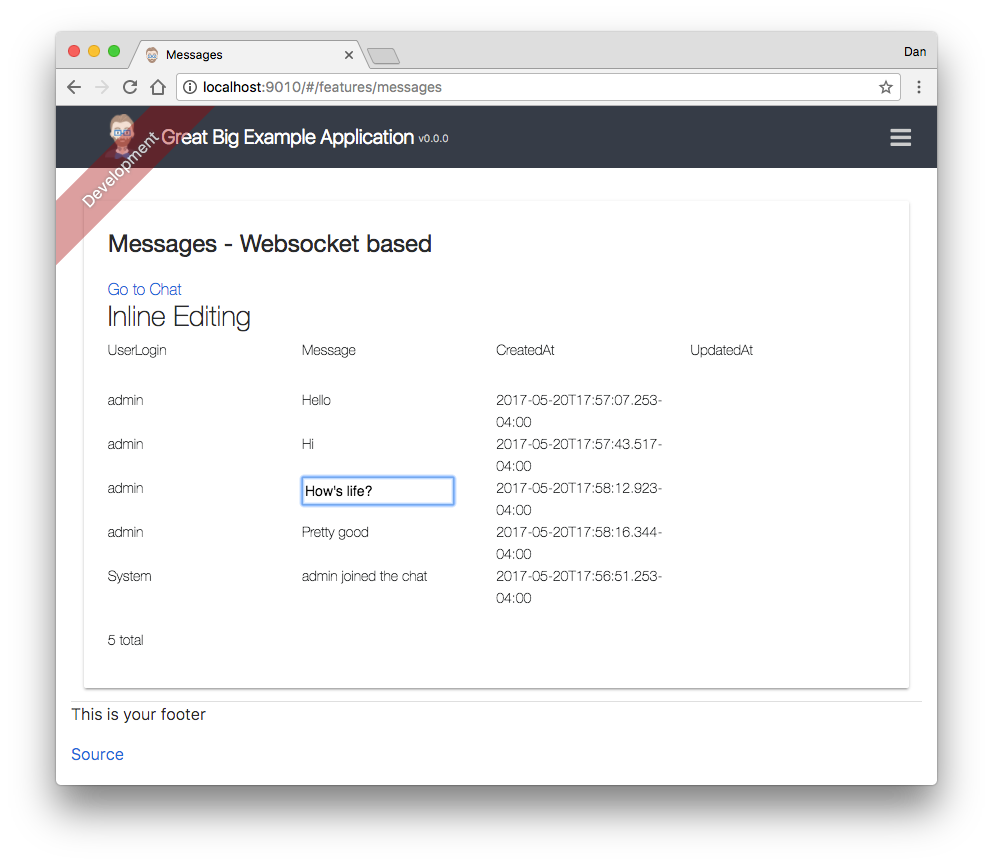 Messages
Dan
localhost:9010/#/features/messages
Development
Great Big Example Application v0.0.0
Messages - Websocket based
Go to Chat
Inline Editing
UserLogin Message CreatedAt UpdatedAt
admin Hello 2017-05-20T17:57:07.253-
04:00
admin Hi 2017-05-20T17:57:43.517-
04:00
admin How's life? 2017-05-20T17:58:12.923-
04:00
admin Pretty good 2017-05-20T17:58:16.344-
04:00
System admin joined the chat 2017-05-20T17:56:51.253-
04:00
5 total
This is your footer
Source